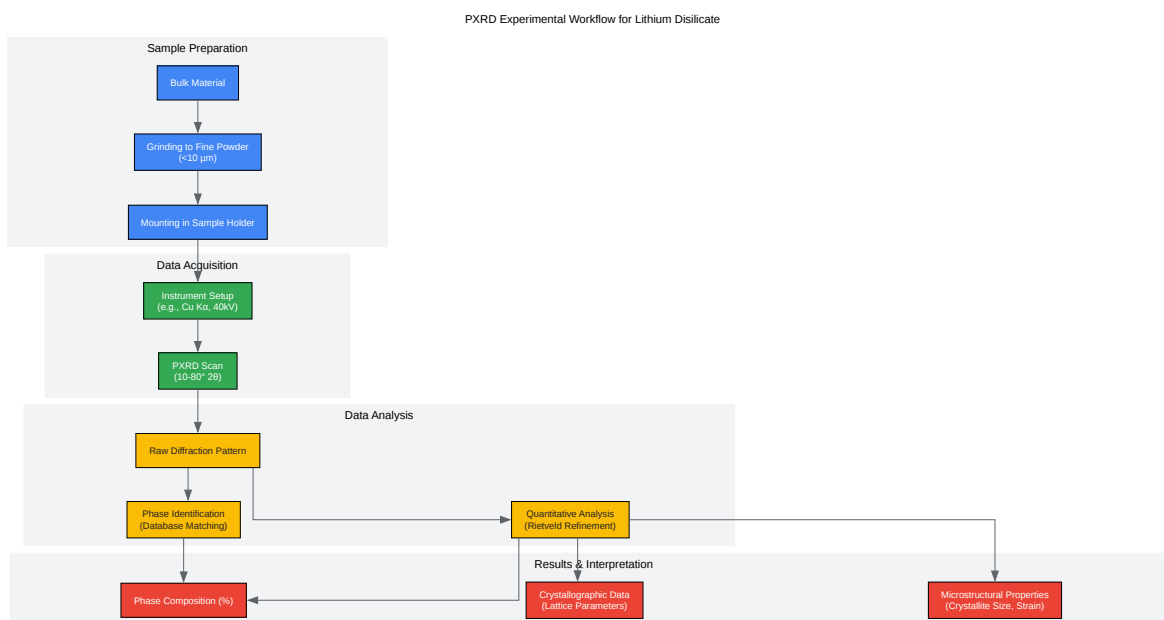 PXRD Experimental Workflow for Lithium Disilicate
Sample Preparation
Bulk Material
Grinding to Fine Powder
(<10 µm)
Mounting in Sample Holder
Data Acquisition
Instrument Setup
(e.g., Cu Kα, 40kV)
PXRD Scan
(10-80° 2θ)
Data Analysis
Raw Diffraction Pattern
Phase Identification
(Database Matching)
Quantitative Analysis
(Rietveld Refinement)
Results & Interpretation
Phase Composition (%)
Crystallographic Data
(Lattice Parameters)
Microstructural Properties
(Crystallite Size, Strain)